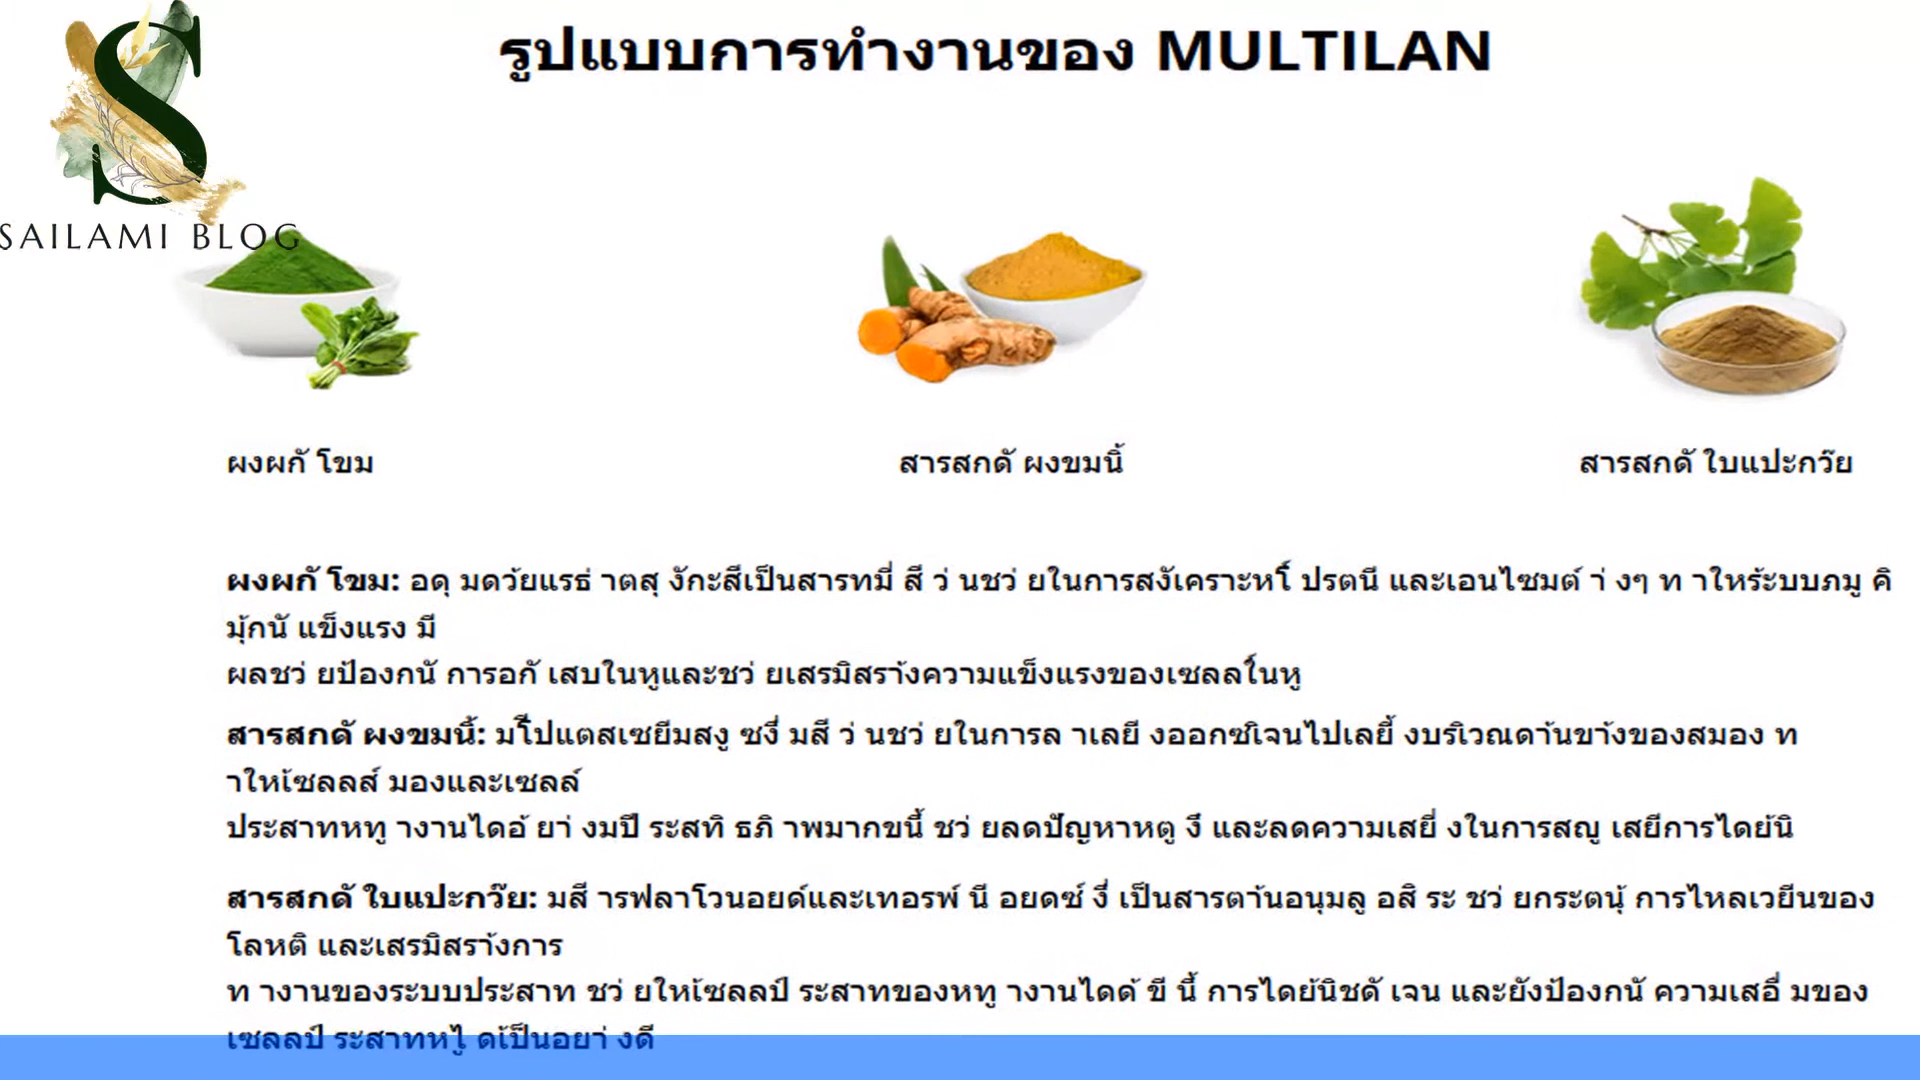 SAILAMI BLOG
รูปแบบการทำงานของ MULTILAN
ผงผกั โขม
สารสกดั ผงขมนิ้
สารสกดั ใบแปะกว๊ย
ผงผกั โขม: อดุ มดว้ยแรธ่ าตสุ งักะสีเป็นสารทมี่ สี ว่ นชว่ ยในการสงัเคราะหโ์ ปรตนี และเอนไซมต์ า่ งๆ ท าใหร้ะบบภมู คิ
มุ้กนั แข็งแรง มี
ผลชว่ ยป้องกนั การอกั เสบในหูและชว่ ยเสรมิสรา้งความแข็งแรงของเซลลใ์นหู
สารสกดั ผงขมนิ้: มโีปแตสเซยีมสงู ซงึ่ มสี ว่ นชว่ ยในการล าเลยี งออกซเิจนไปเลยี้ งบรเิวณดา้นขา้งของสมอง ท
าใหเ้ซลลส์ มองและเซลล์
ประสาทหทู างานไดอ้ ยา่ งมปี ระสทิ ธภิ าพมากขนึ้ ชว่ ยลดปัญหาหตู งึ และลดความเสยี่ งในการสญู เสยีการไดย้นิ
สารสกดั ใบแปะกว๊ย: มสี ารฟลาโวนอยด์และเทอรพ์ นี อยดซ์ งึ่ เป็นสารตา้นอนุมลู อสิ ระ ชว่ ยกระตนุ้ การไหลเวยีนของ
โลหติ และเสรมิสรา้งการ
ท างานของระบบประสาท ชว่ ยใหเ้ซลลป์ ระสาทของหทู างานไดด้ ขี นึ้ การไดย้นิชดั เจน และยังป้องกนั ความเสอื่ มของ
เซลลป์ ระสาทหไู ดเ้ป็นอยา่ งดี